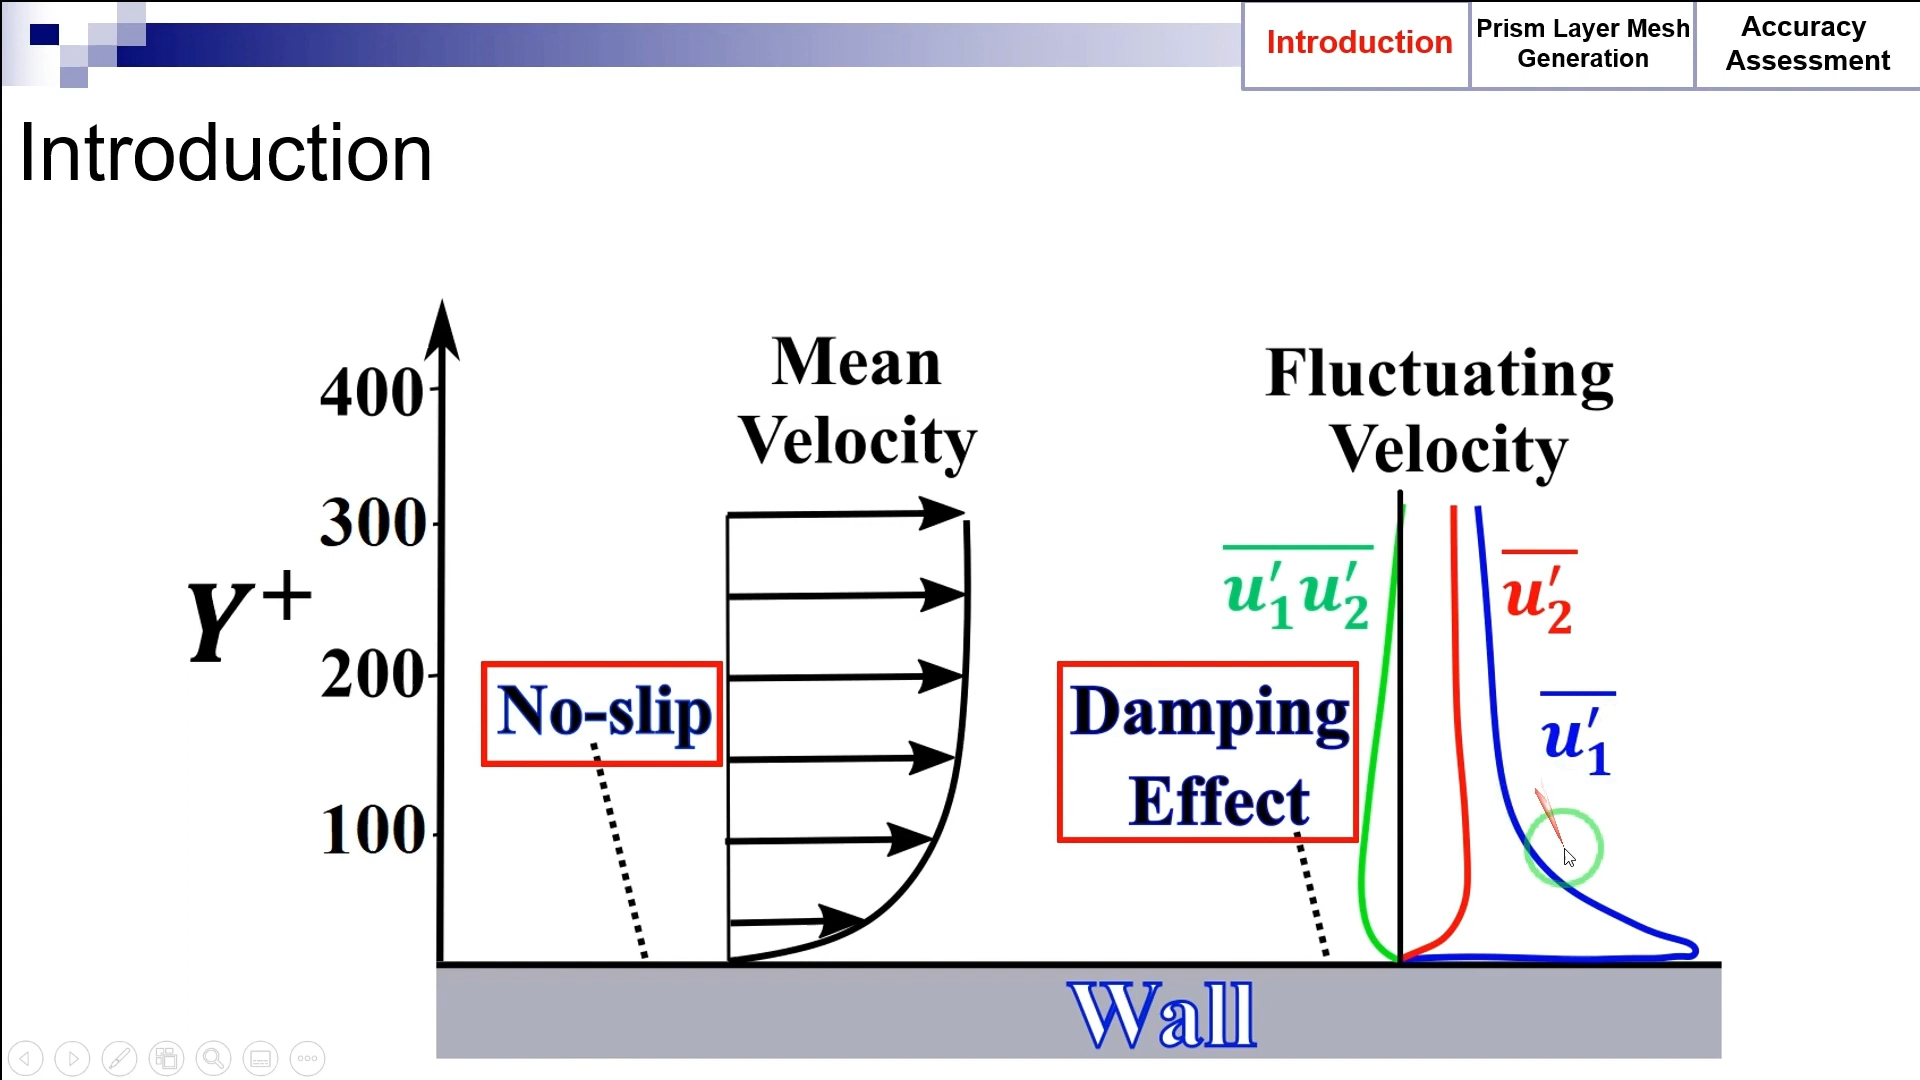 Introduction
Prism Layer Mesh
Generation
Accuracy
Assessment
Introduction
Mean
Velocity
Fluctuating
Velocity
400
300
200
100
Y⁺
No-slip
Damping
Effect
u̅₁′u̅₂′
u̅₂′
u̅₁′
Wall